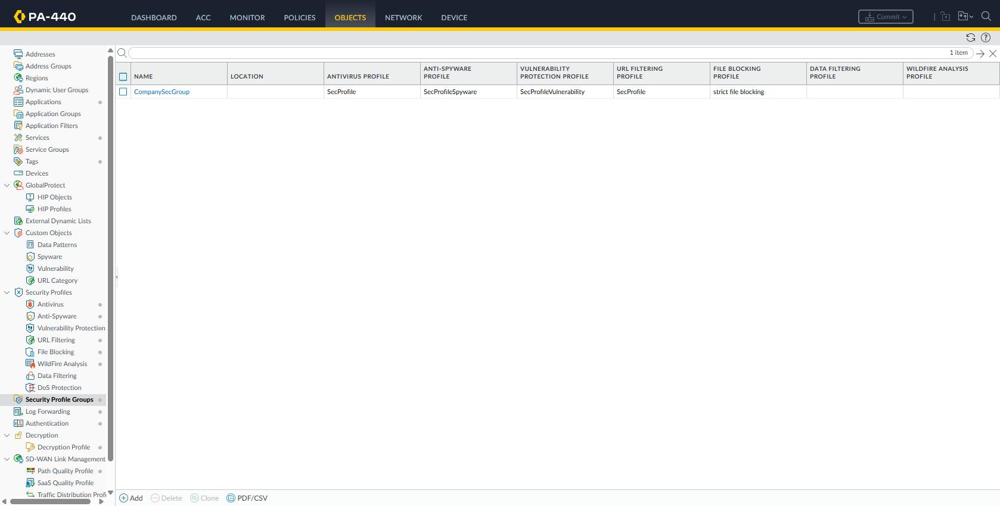 PA-440
DASHBOARD ACC MONITOR POLICIES OBJECTS NETWORK DEVICE
Commit
1 item
Addresses
Address Groups
Regions
Dynamic User Groups
Applications
Application Groups
Application Filters
Services
Service Groups
Tags
Devices
GlobalProtect
HIP Objects
HIP Profiles
External Dynamic Lists
Custom Objects
Data Patterns
Spyware
Vulnerability
URL Category
Security Profiles
Antivirus
Anti-Spyware
Vulnerability Protection
URL Filtering
File Blocking
WildFire Analysis
Data Filtering
DoS Protection
Security Profile Groups
Log Forwarding
Authentication
Decryption
Decryption Profile
SD-WAN Link Management
Path Quality Profile
SaaS Quality Profile
Traffic Distribution Profi
NAME LOCATION ANTIVIRUS PROFILE ANTI-SPYWARE PROFILE VULNERABILITY PROTECTION PROFILE URL FILTERING PROFILE FILE BLOCKING PROFILE DATA FILTERING PROFILE WILDFIRE ANALYSIS PROFILE
CompanySecGroup SecProfile SecProfileSpyware SecProfileVulnerability SecProfile strict file blocking
Add Delete Clone PDF/CSV